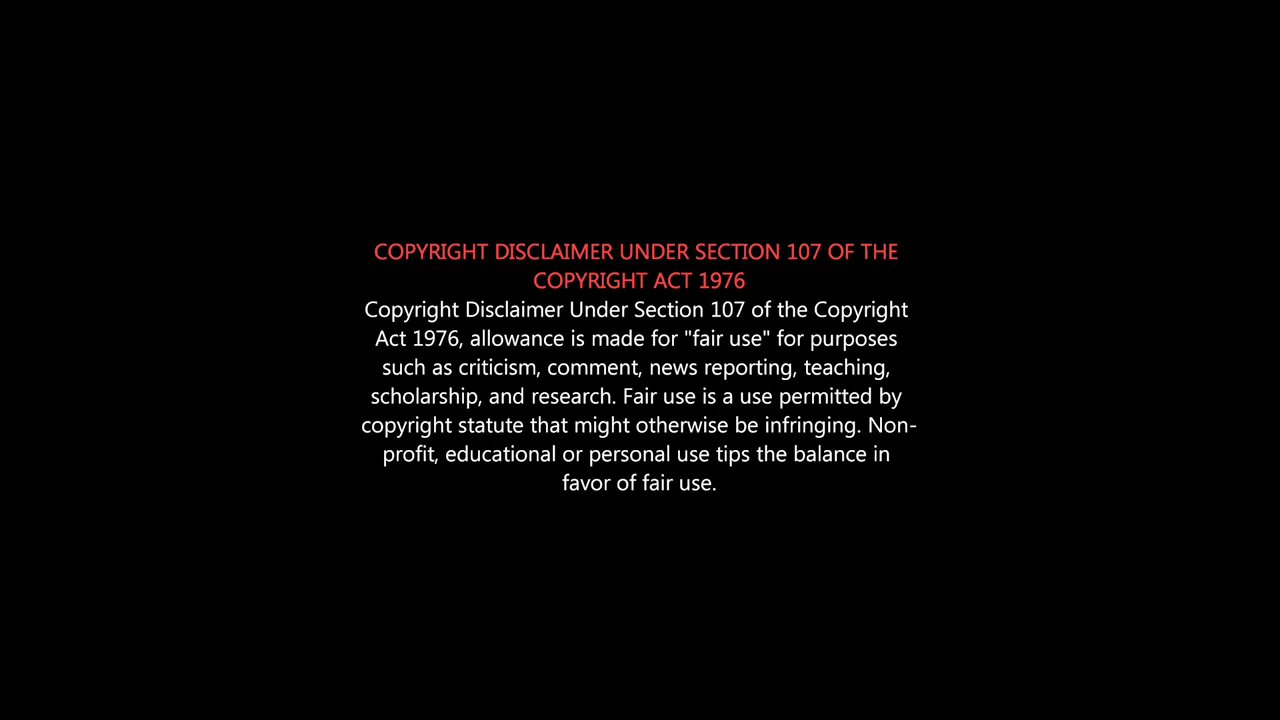 COPYRIGHT DISCLAIMER UNDER SECTION 107 OF THE
COPYRIGHT ACT 1976
Copyright Disclaimer Under Section 107 of the Copyright
Act 1976, allowance is made for "fair use" for purposes
such as criticism, comment, news reporting, teaching,
scholarship, and research. Fair use is a use permitted by
copyright statute that might otherwise be infringing. Non-
profit, educational or personal use tips the balance in
favor of fair use.